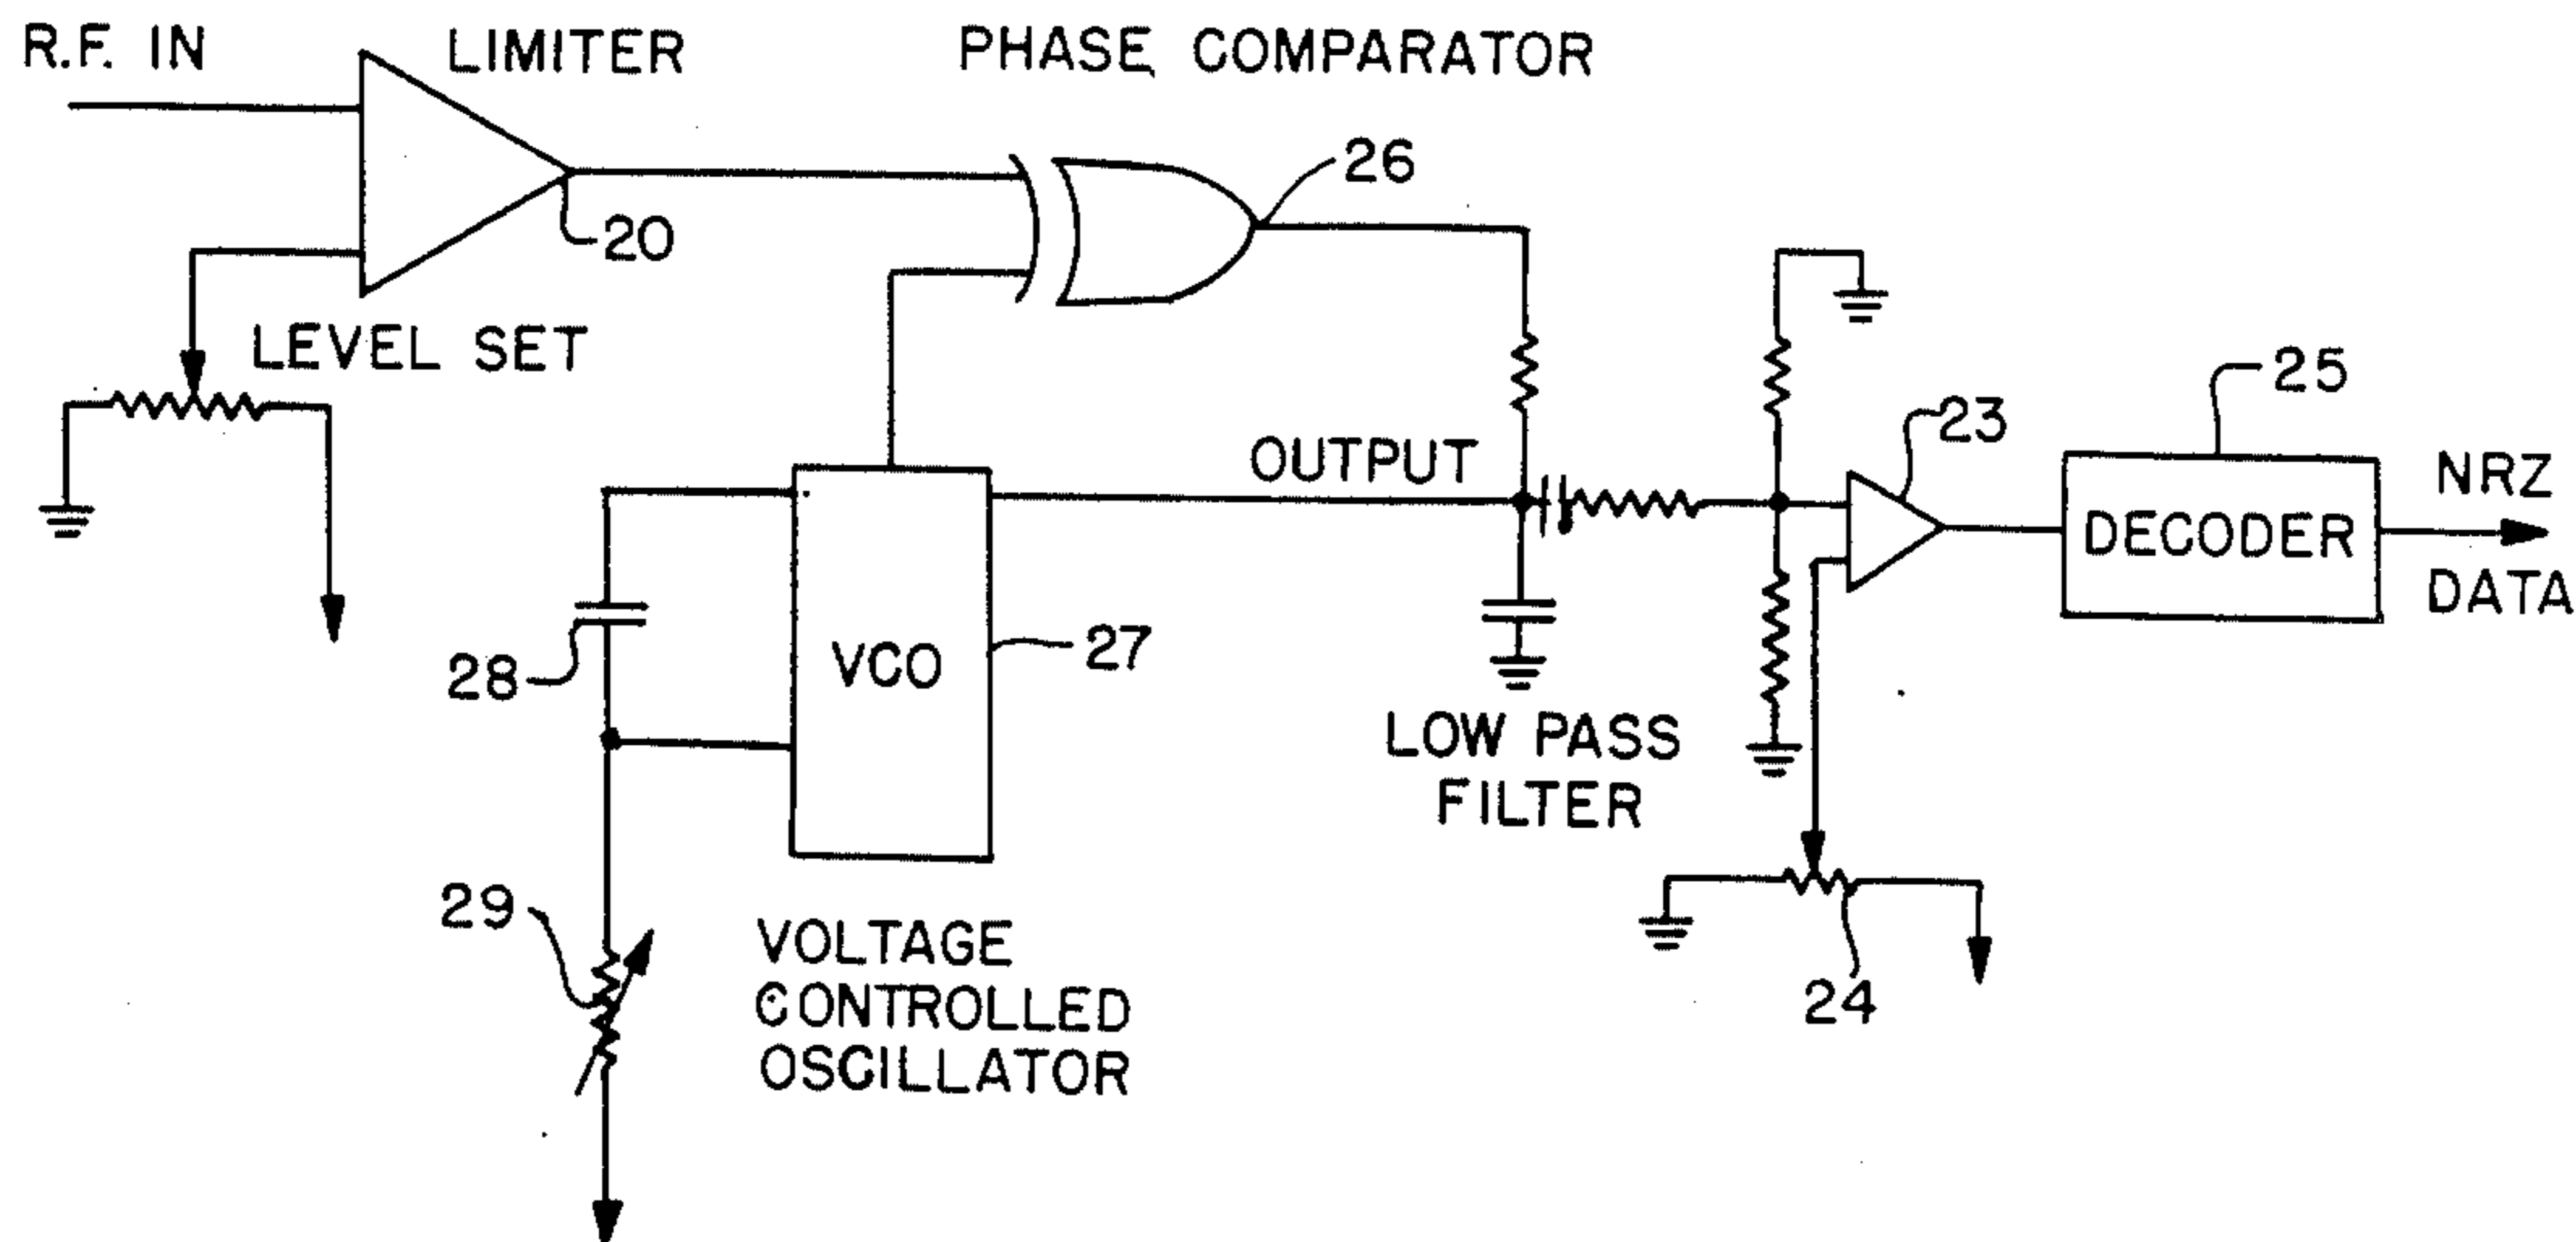 R.F. IN
LIMITER
PHASE COMPARATOR
26
20
LEVEL SET
25
23
OUTPUT
NRZ
DECODER
DATA
28
VCO
27
LOW PASS
FILTER
29
VOLTAGE
CONTROLLED
OSCILLATOR
24